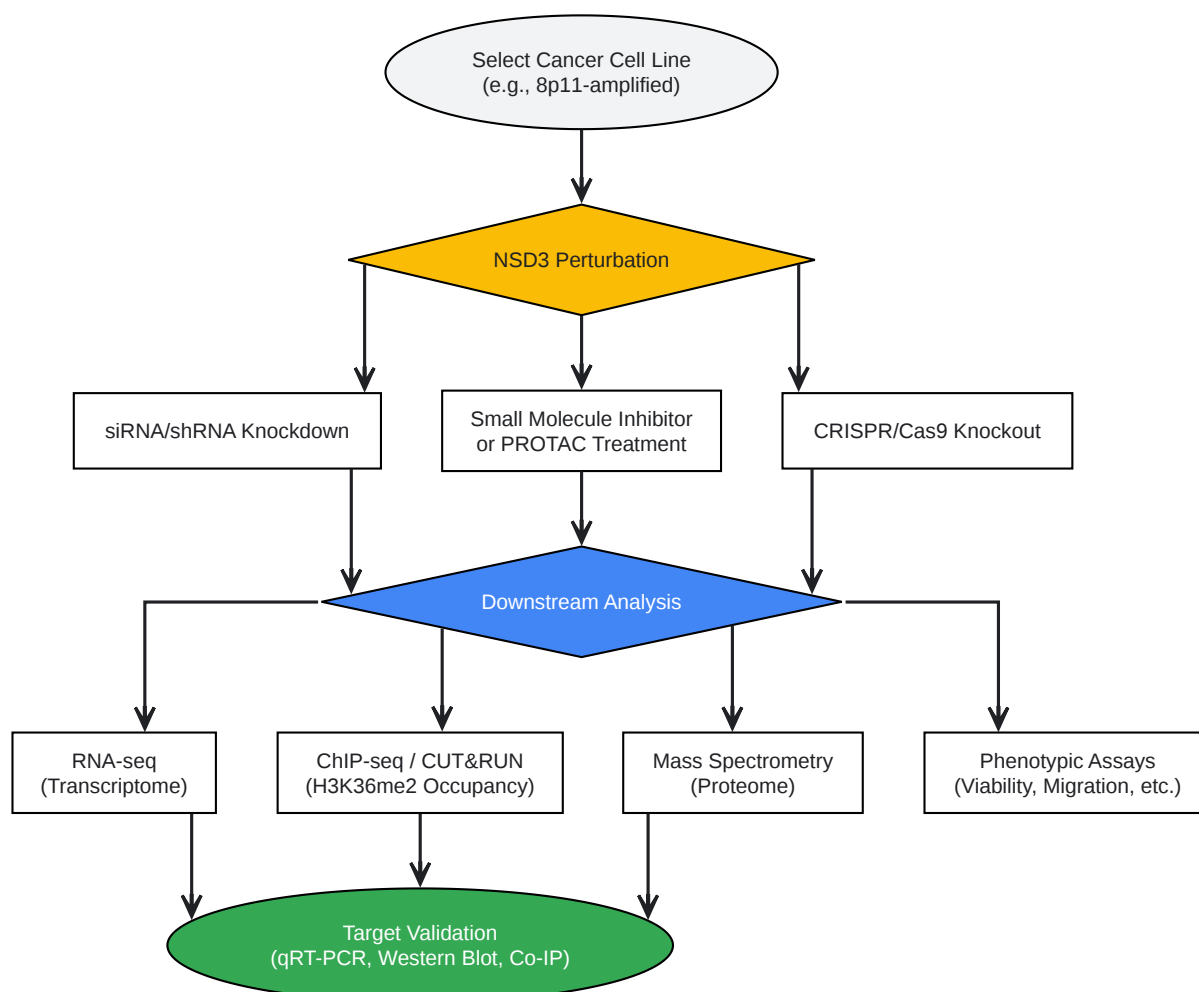 Select Cancer Cell Line
(e.g., 8p11-amplified)
NSD3 Perturbation
siRNA/shRNA Knockdown
Small Molecule Inhibitor
or PROTAC Treatment
CRISPR/Cas9 Knockout
Downstream Analysis
RNA-seq
(Transcriptome)
ChIP-seq / CUT&RUN
(H3K36me2 Occupancy)
Mass Spectrometry
(Proteome)
Phenotypic Assays
(Viability, Migration, etc.)
Target Validation
(qRT-PCR, Western Blot, Co-IP)